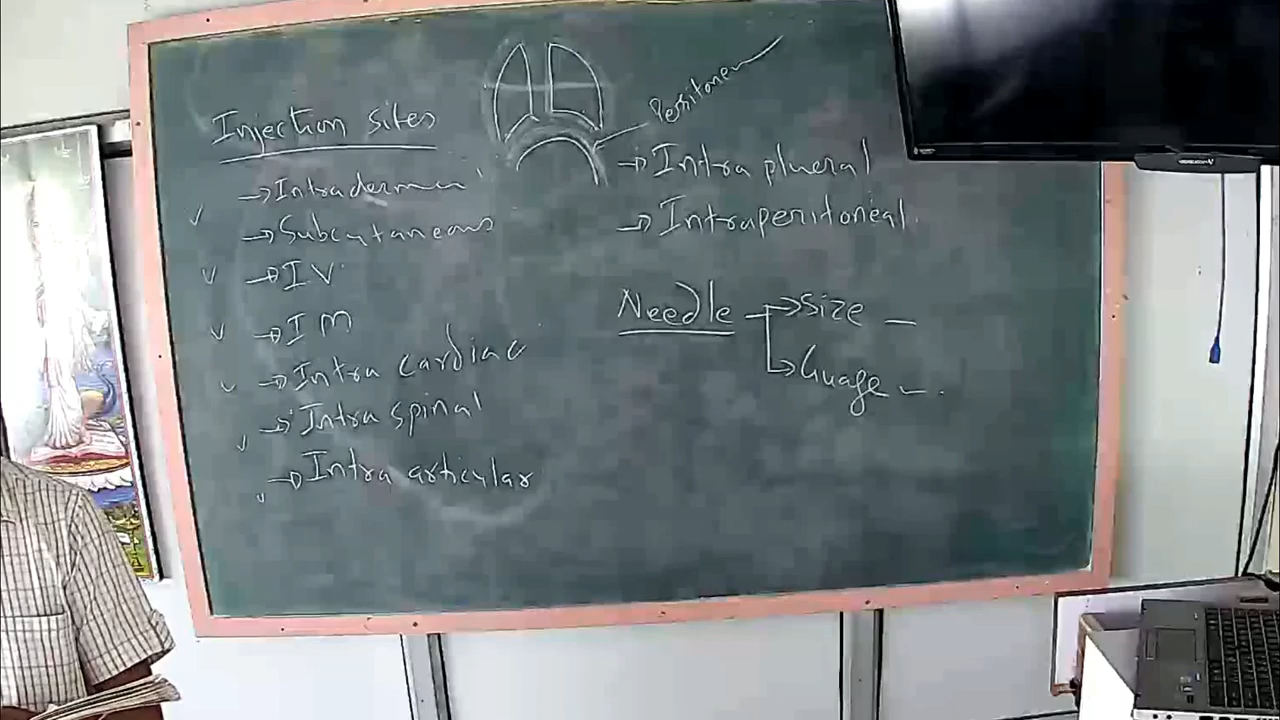 Injection sites
→ Intradermal
→ Subcutaneous
→ IV
→ IM
→ Intra cardiac
→ Intra spinal
→ Intra articular
Peritoneum
→ Intra plueral
→ Intraperitoneal
Needle → Size –
→ Guage –